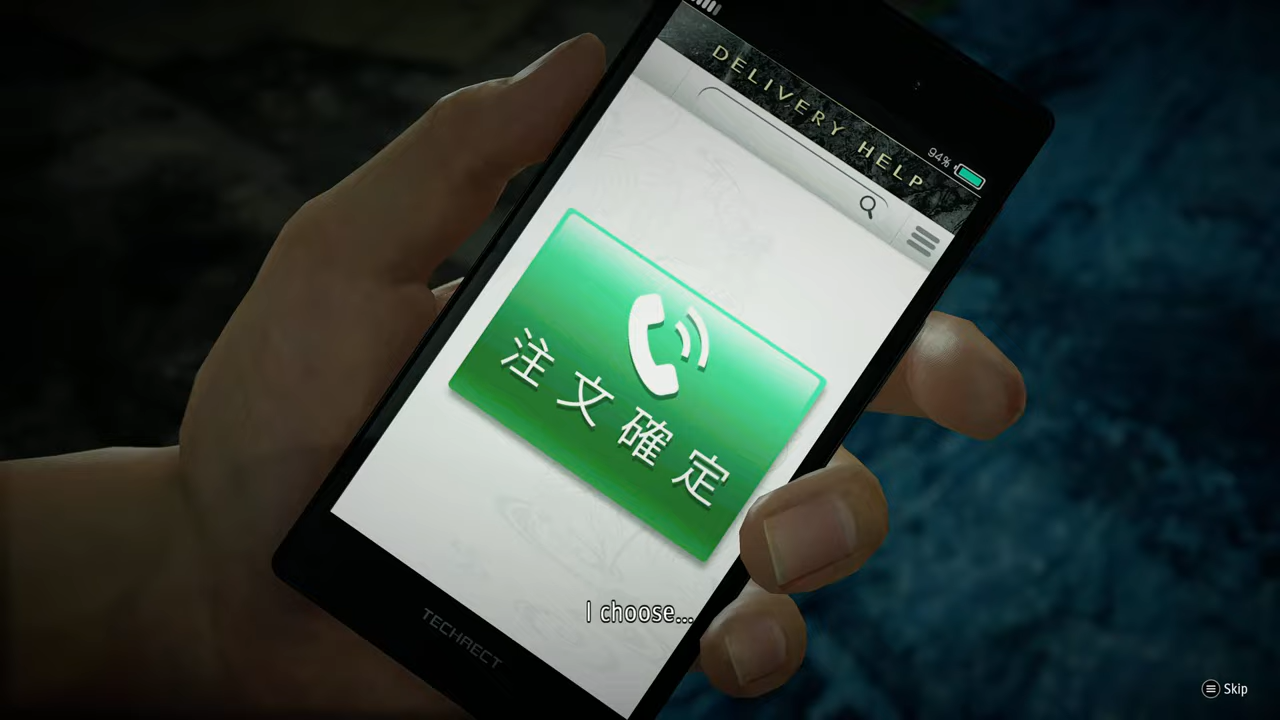 DELIVERY HELP
94%
注文確定
I choose...
TECHRECT
Skip